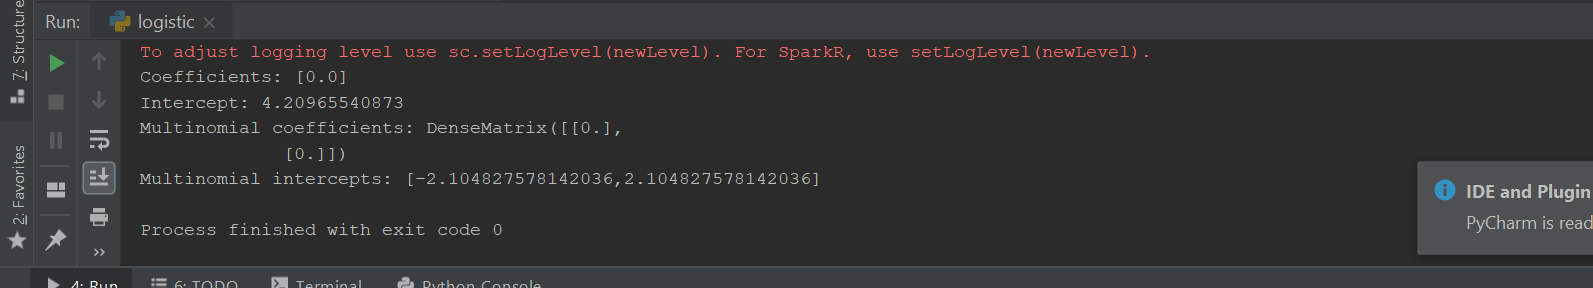 7: Structure
Run: logistic
To adjust logging level use sc.setLogLevel(newLevel). For SparkR, use setLogLevel(newLevel).
Coefficients: [0.0]
Intercept: 4.20965540873
Multinomial coefficients: DenseMatrix([[0.],
[0.]])
Multinomial intercepts: [-2.104827578142036,2.104827578142036]
Process finished with exit code 0
2: Favorites
IDE and Plugin
PyCharm is read
4: Run 6: TODO Terminal Python Console